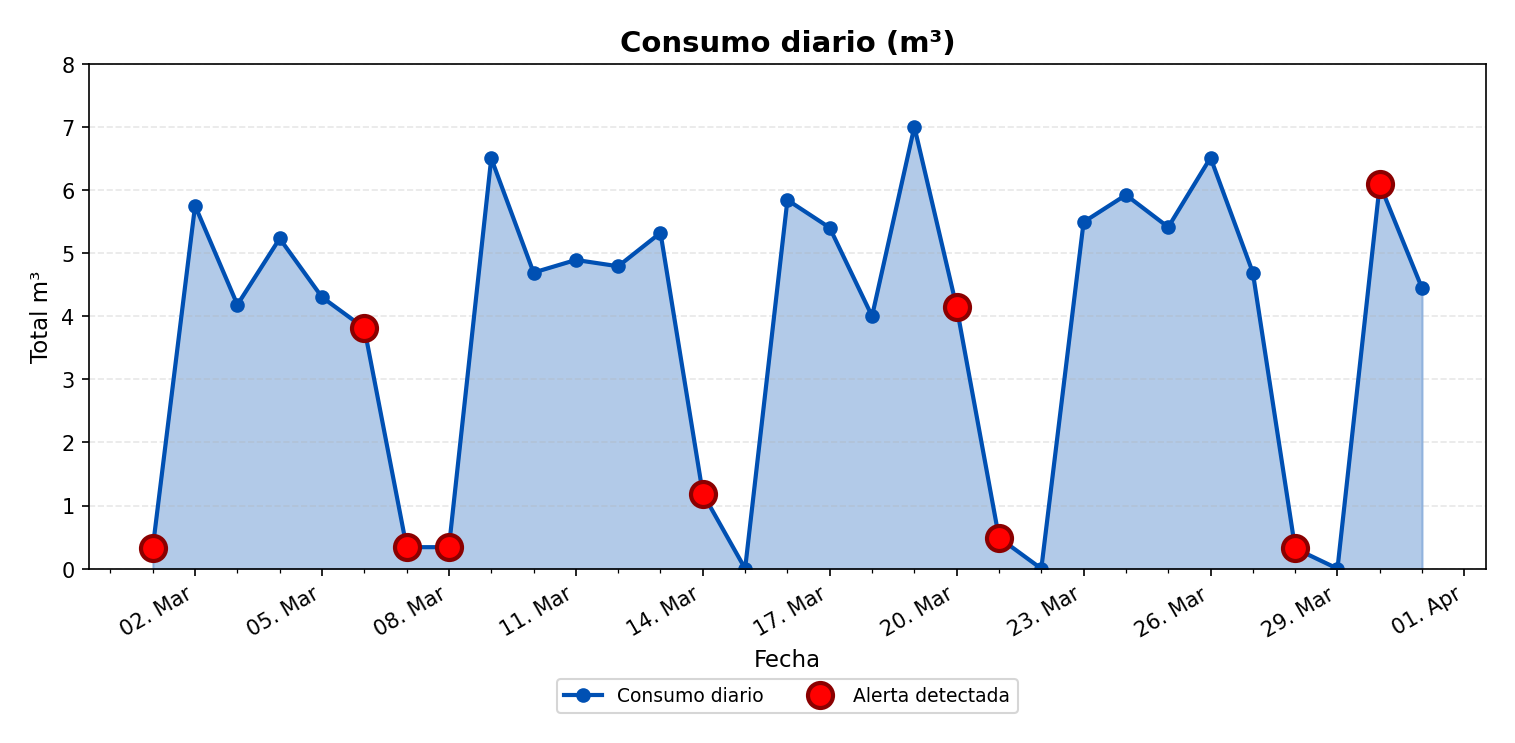 Consumo diario (m³)
8
7
6
5
4
3
2
1
0
Total m³
02. Mar
05. Mar
08. Mar
11. Mar
14. Mar
17. Mar
20. Mar
23. Mar
26. Mar
29. Mar
01. Apr
Fecha
Consumo diario
Alerta detectada